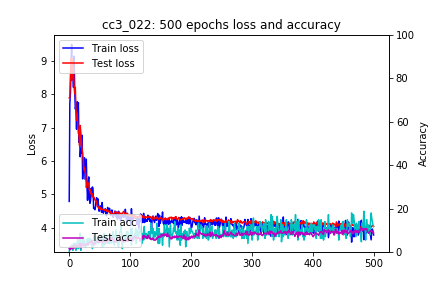 cc3_022: 500 epochs loss and accuracy
Train loss
Test loss
Train acc
Test acc
Loss
Accuracy
9
8
7
6
5
4
100
80
60
40
20
0
0
100
200
300
400
500